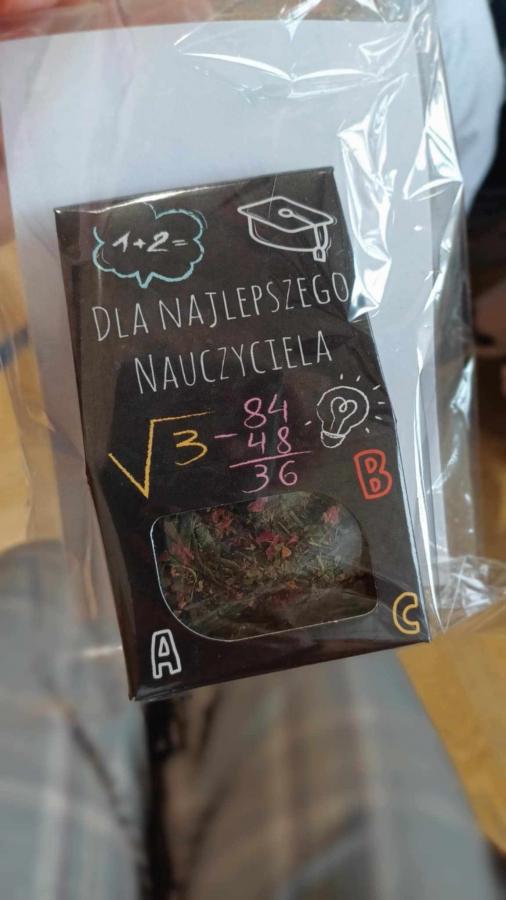 1+2=
DLA NAJLEPSZEGO
NAUCZYCIELA
√3
84
-48
36
B
C
A